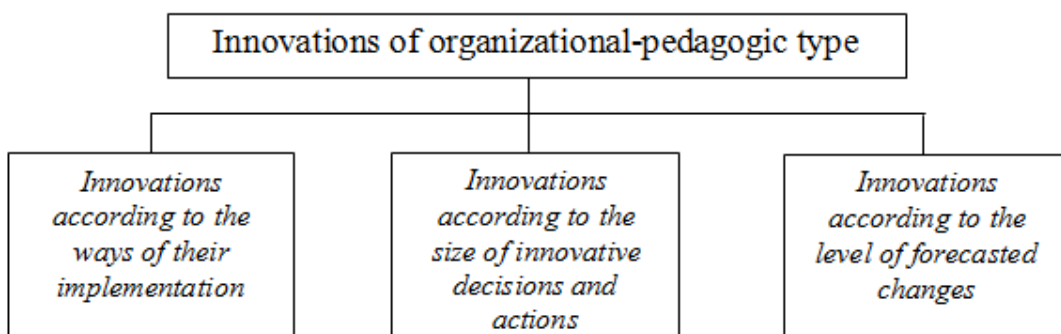 Innovations of organizational-pedagogic type
Innovations
according to the
ways of their
implementation
Innovations
according to the
size of innovative
decisions and
actions
Innovations
according to the
level of forecasted
changes